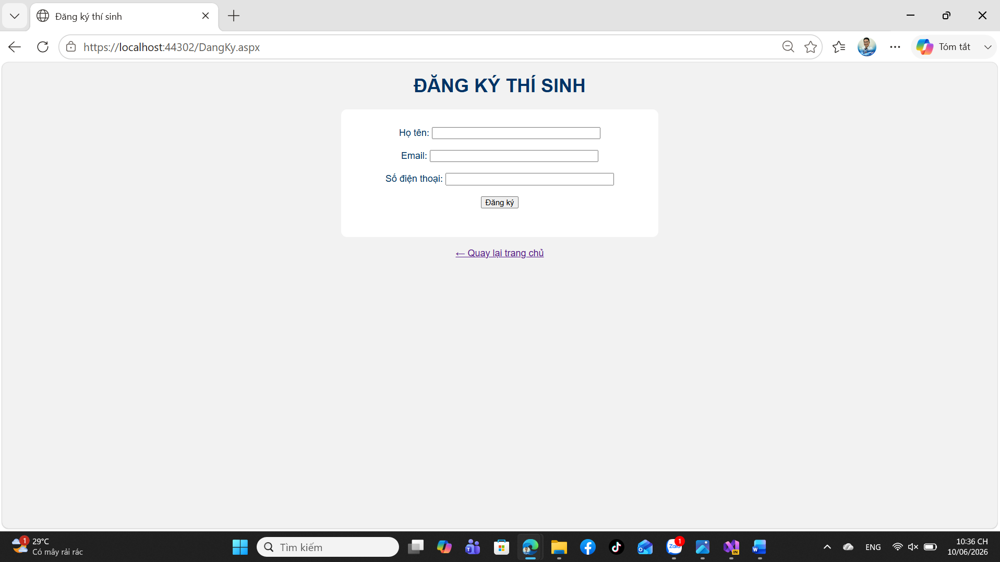 Đăng ký thí sinh
https://localhost:44302/DangKy.aspx
Tóm tắt
ĐĂNG KÝ THÍ SINH
Họ tên:
Email:
Số điện thoại:
Đăng ký
← Quay lại trang chủ
1
29°C
Có mây rải rác
Tìm kiếm
T
O
Zalo
1
IN
W
ENG
10:36 CH
10/06/2026